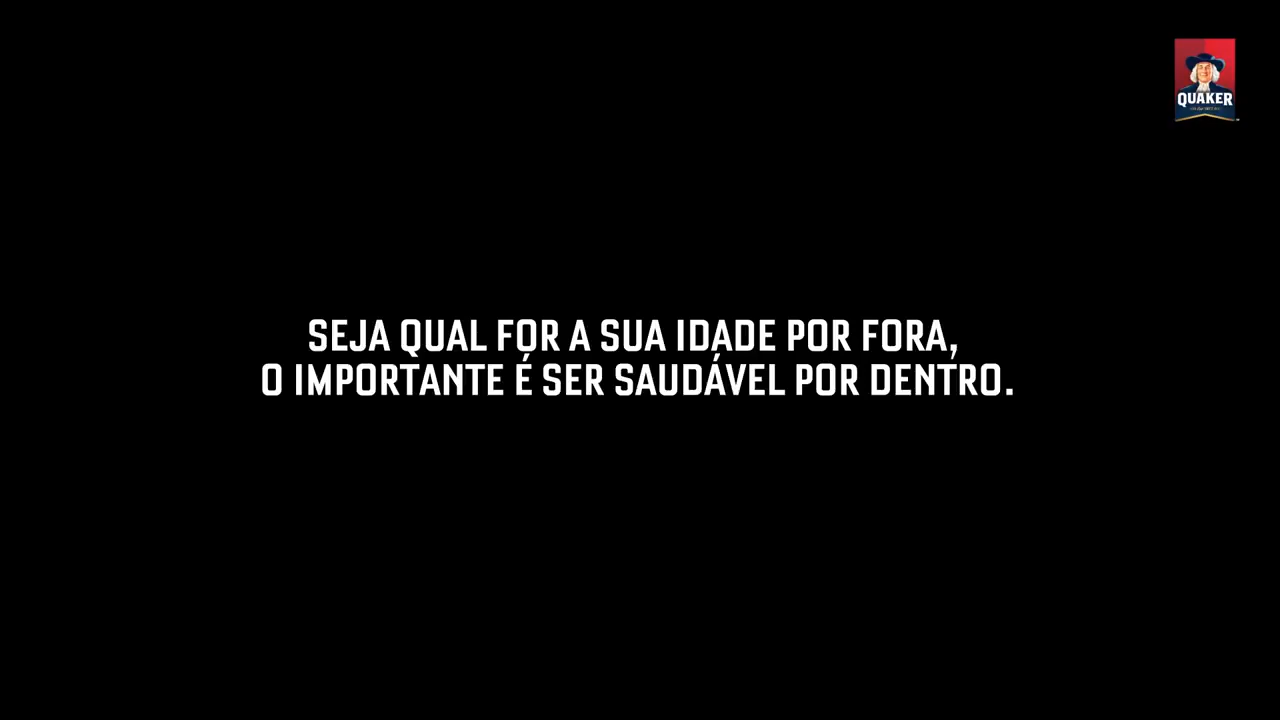 QUAKER
SEJA QUAL FOR A SUA IDADE POR FORA,
O IMPORTANTE É SER SAUDÁVEL POR DENTRO.